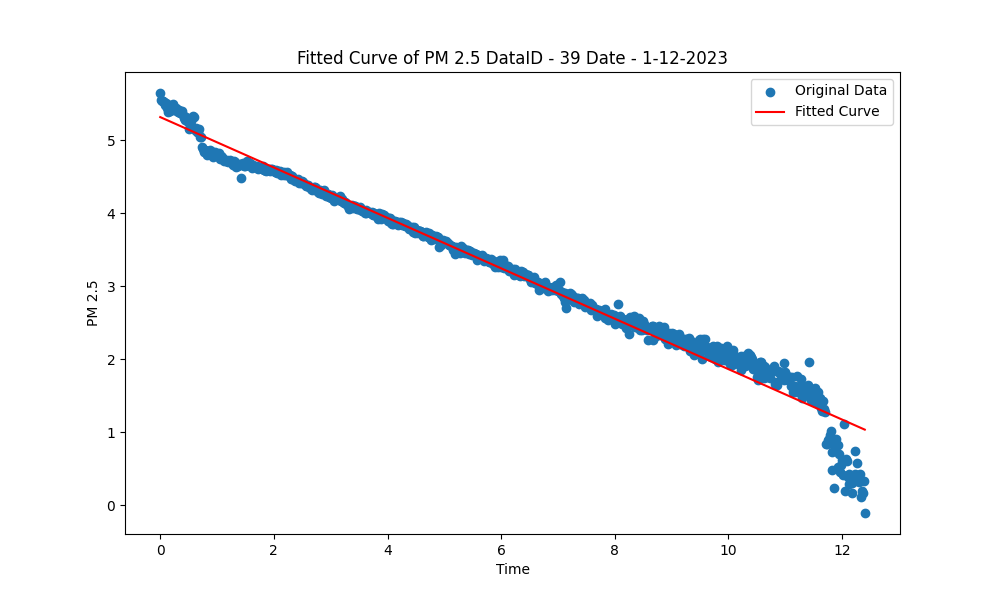 Fitted Curve of PM 2.5 DataID - 39 Date - 1-12-2023
Original Data
Fitted Curve
PM 2.5
5
4
3
2
1
0
0 2 4 6 8 10 12
Time